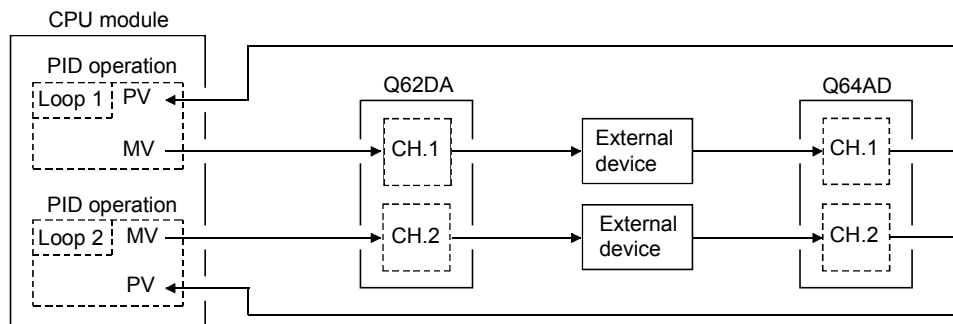 CPU module
PID operation
Loop 1 PV
MV
PID operation
Loop 2 MV
PV
Q62DA
CH.1
CH.2
External
device
External
device
Q64AD
CH.1
CH.2